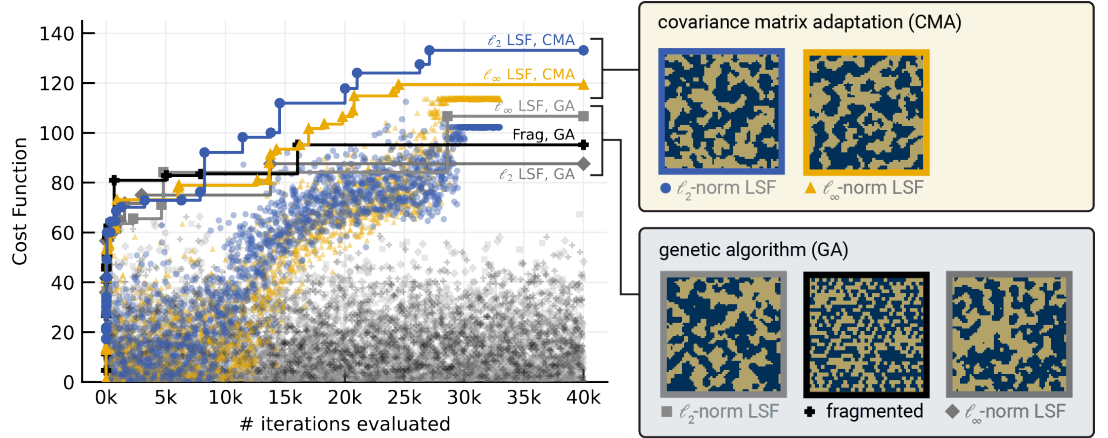 140
120
100
80
60
40
20
0
Cost Function
0k 5k 10k 15k 20k 25k 30k 35k 40k
# iterations evaluated
ℓ₂ LSF, CMA
ℓ∞ LSF, CMA
ℓ∞ LSF, GA
Frag, GA
ℓ₂ LSF, GA
covariance matrix adaptation (CMA)
ℓ₂-norm LSF ℓ∞-norm LSF
genetic algorithm (GA)
ℓ₂-norm LSF fragmented ℓ∞-norm LSF